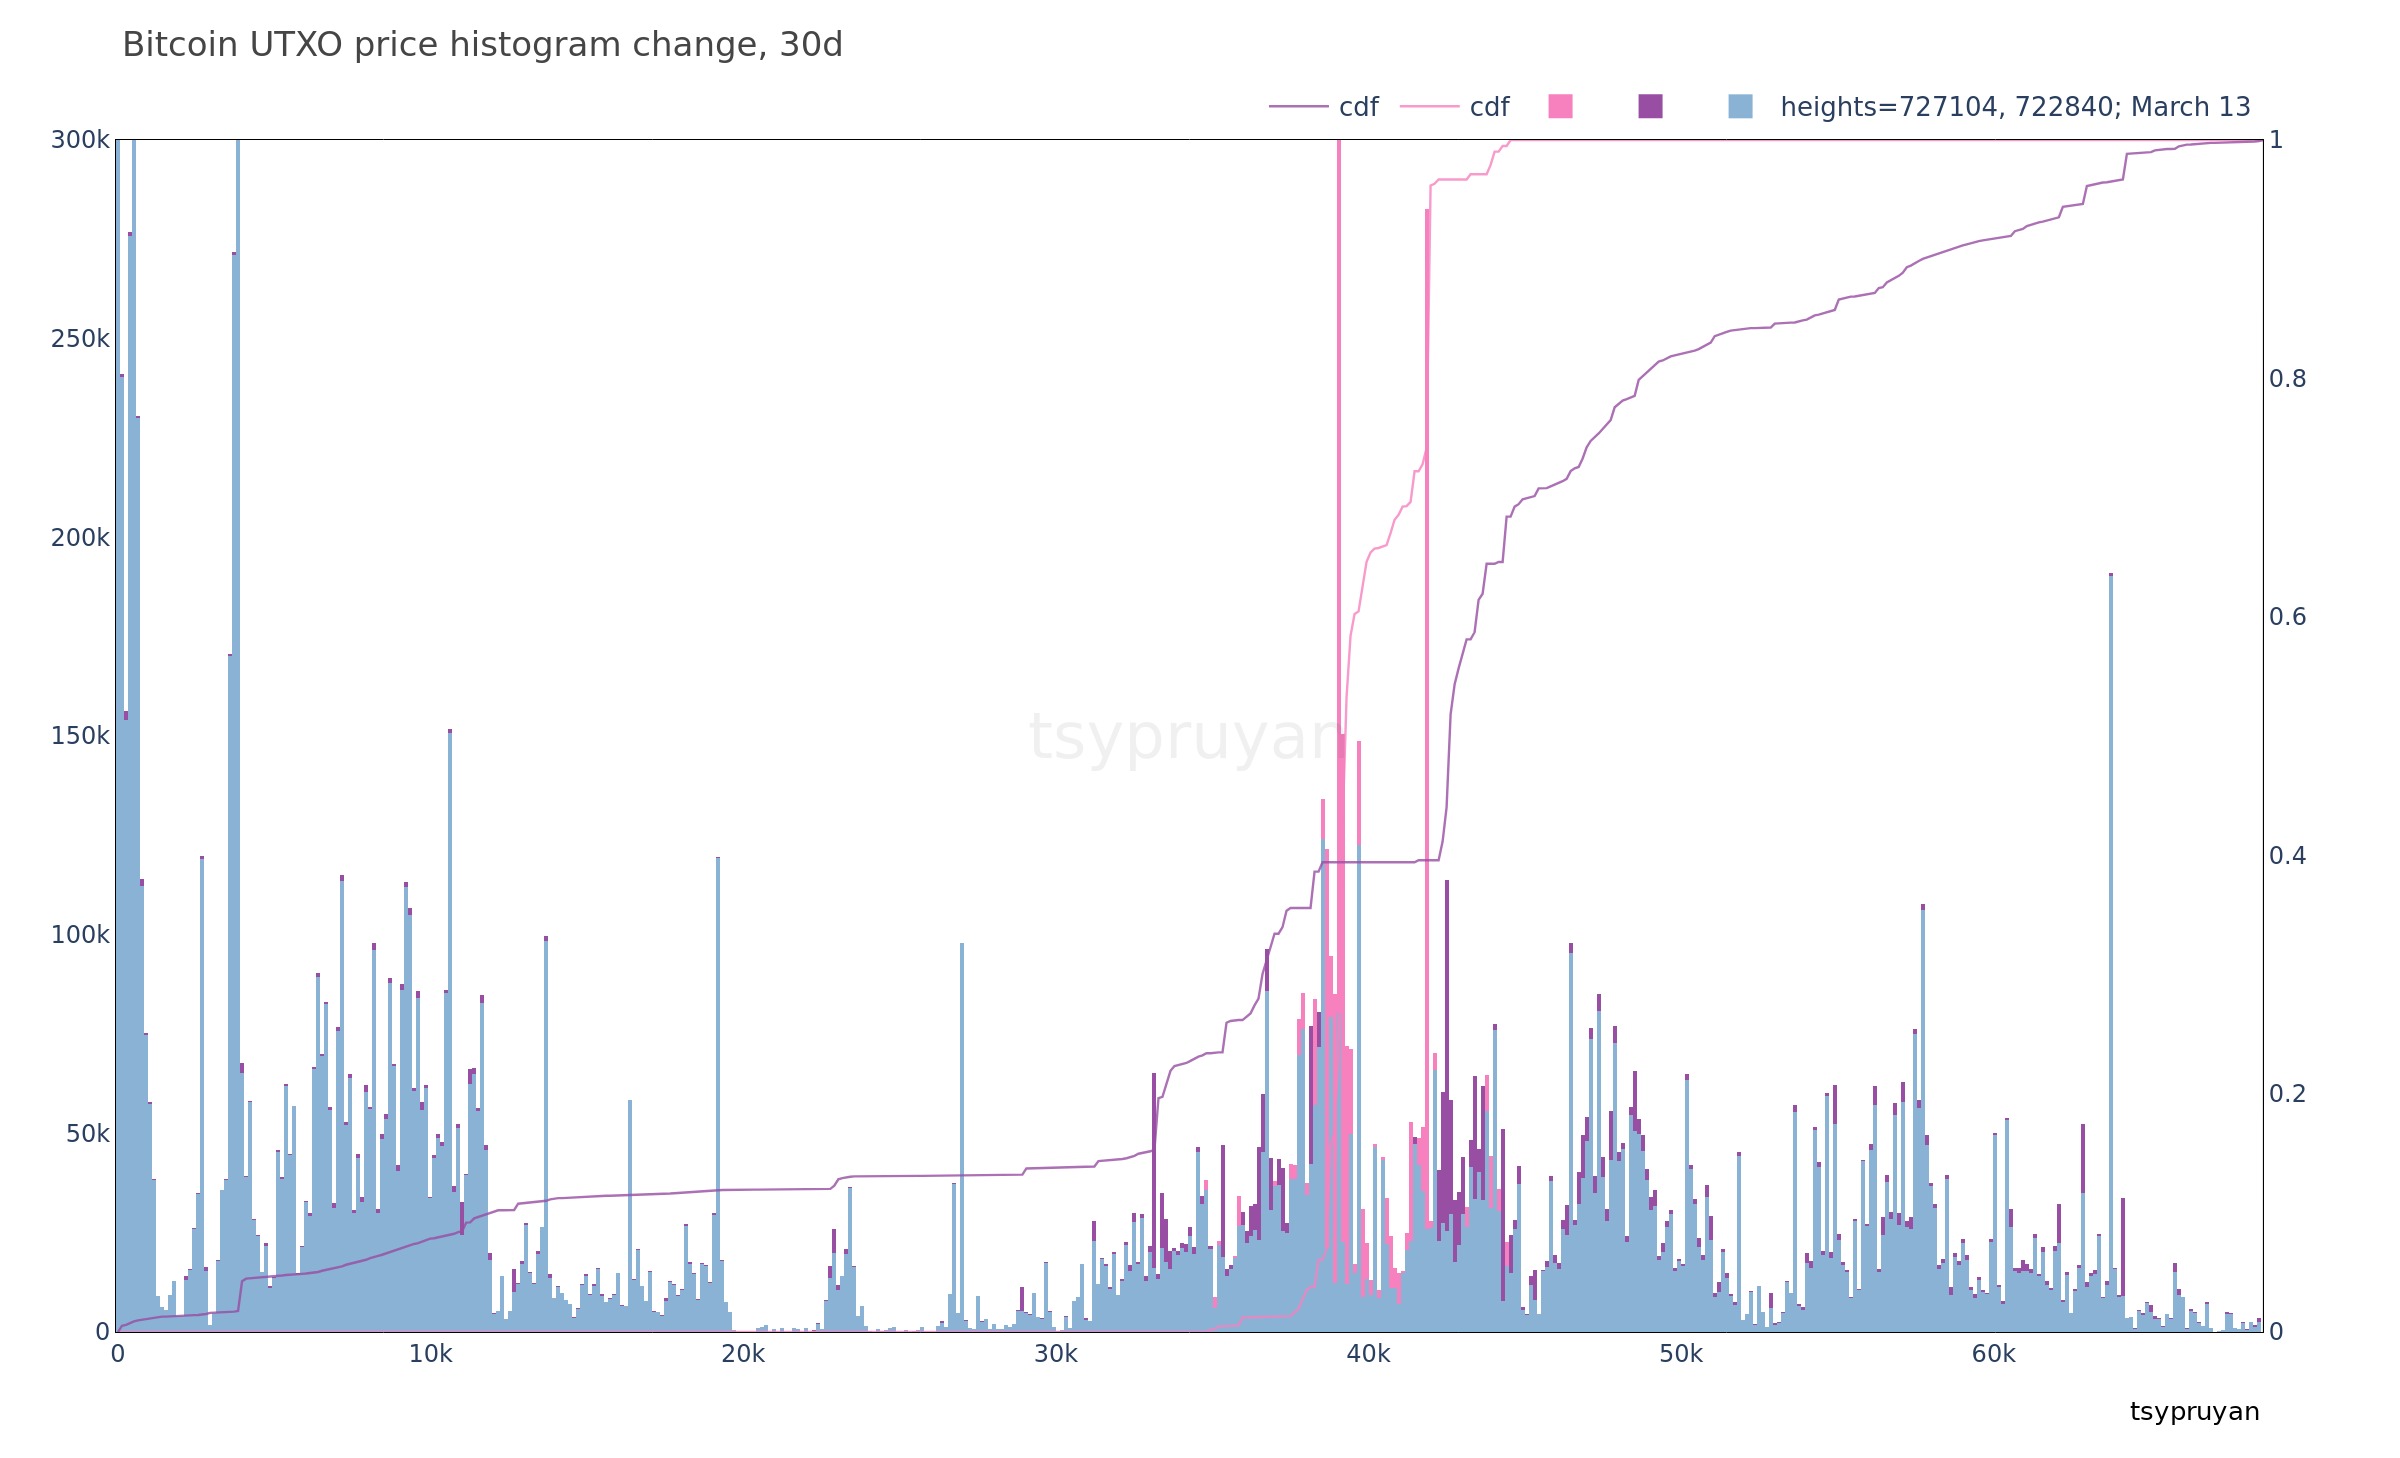 Bitcoin UTXO price histogram change, 30d
cdf cdf heights=727104, 722840; March 13
300k
250k
200k
150k
100k
50k
0
1
0.8
0.6
0.4
0.2
0
tsypruyan
0 10k 20k 30k 40k 50k 60k
tsypruyan